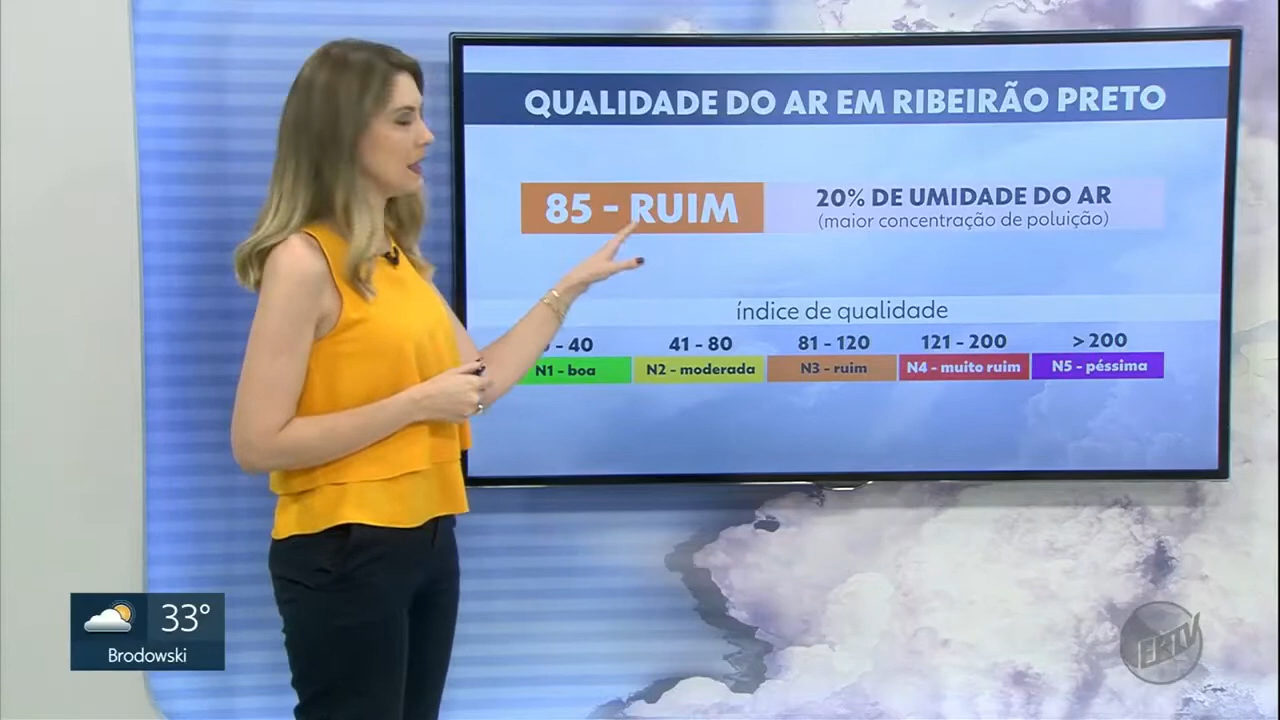 QUALIDADE DO AR EM RIBEIRÃO PRETO
85 - RUIM
20% DE UMIDADE DO AR
(maior concentração de poluição)
índice de qualidade
- 40
41 - 80
81 - 120
121 - 200
> 200
N1 - boa
N2 - moderada
N3 - ruim
N4 - muito ruim
N5 - péssima
33°
Brodowski
EPTV